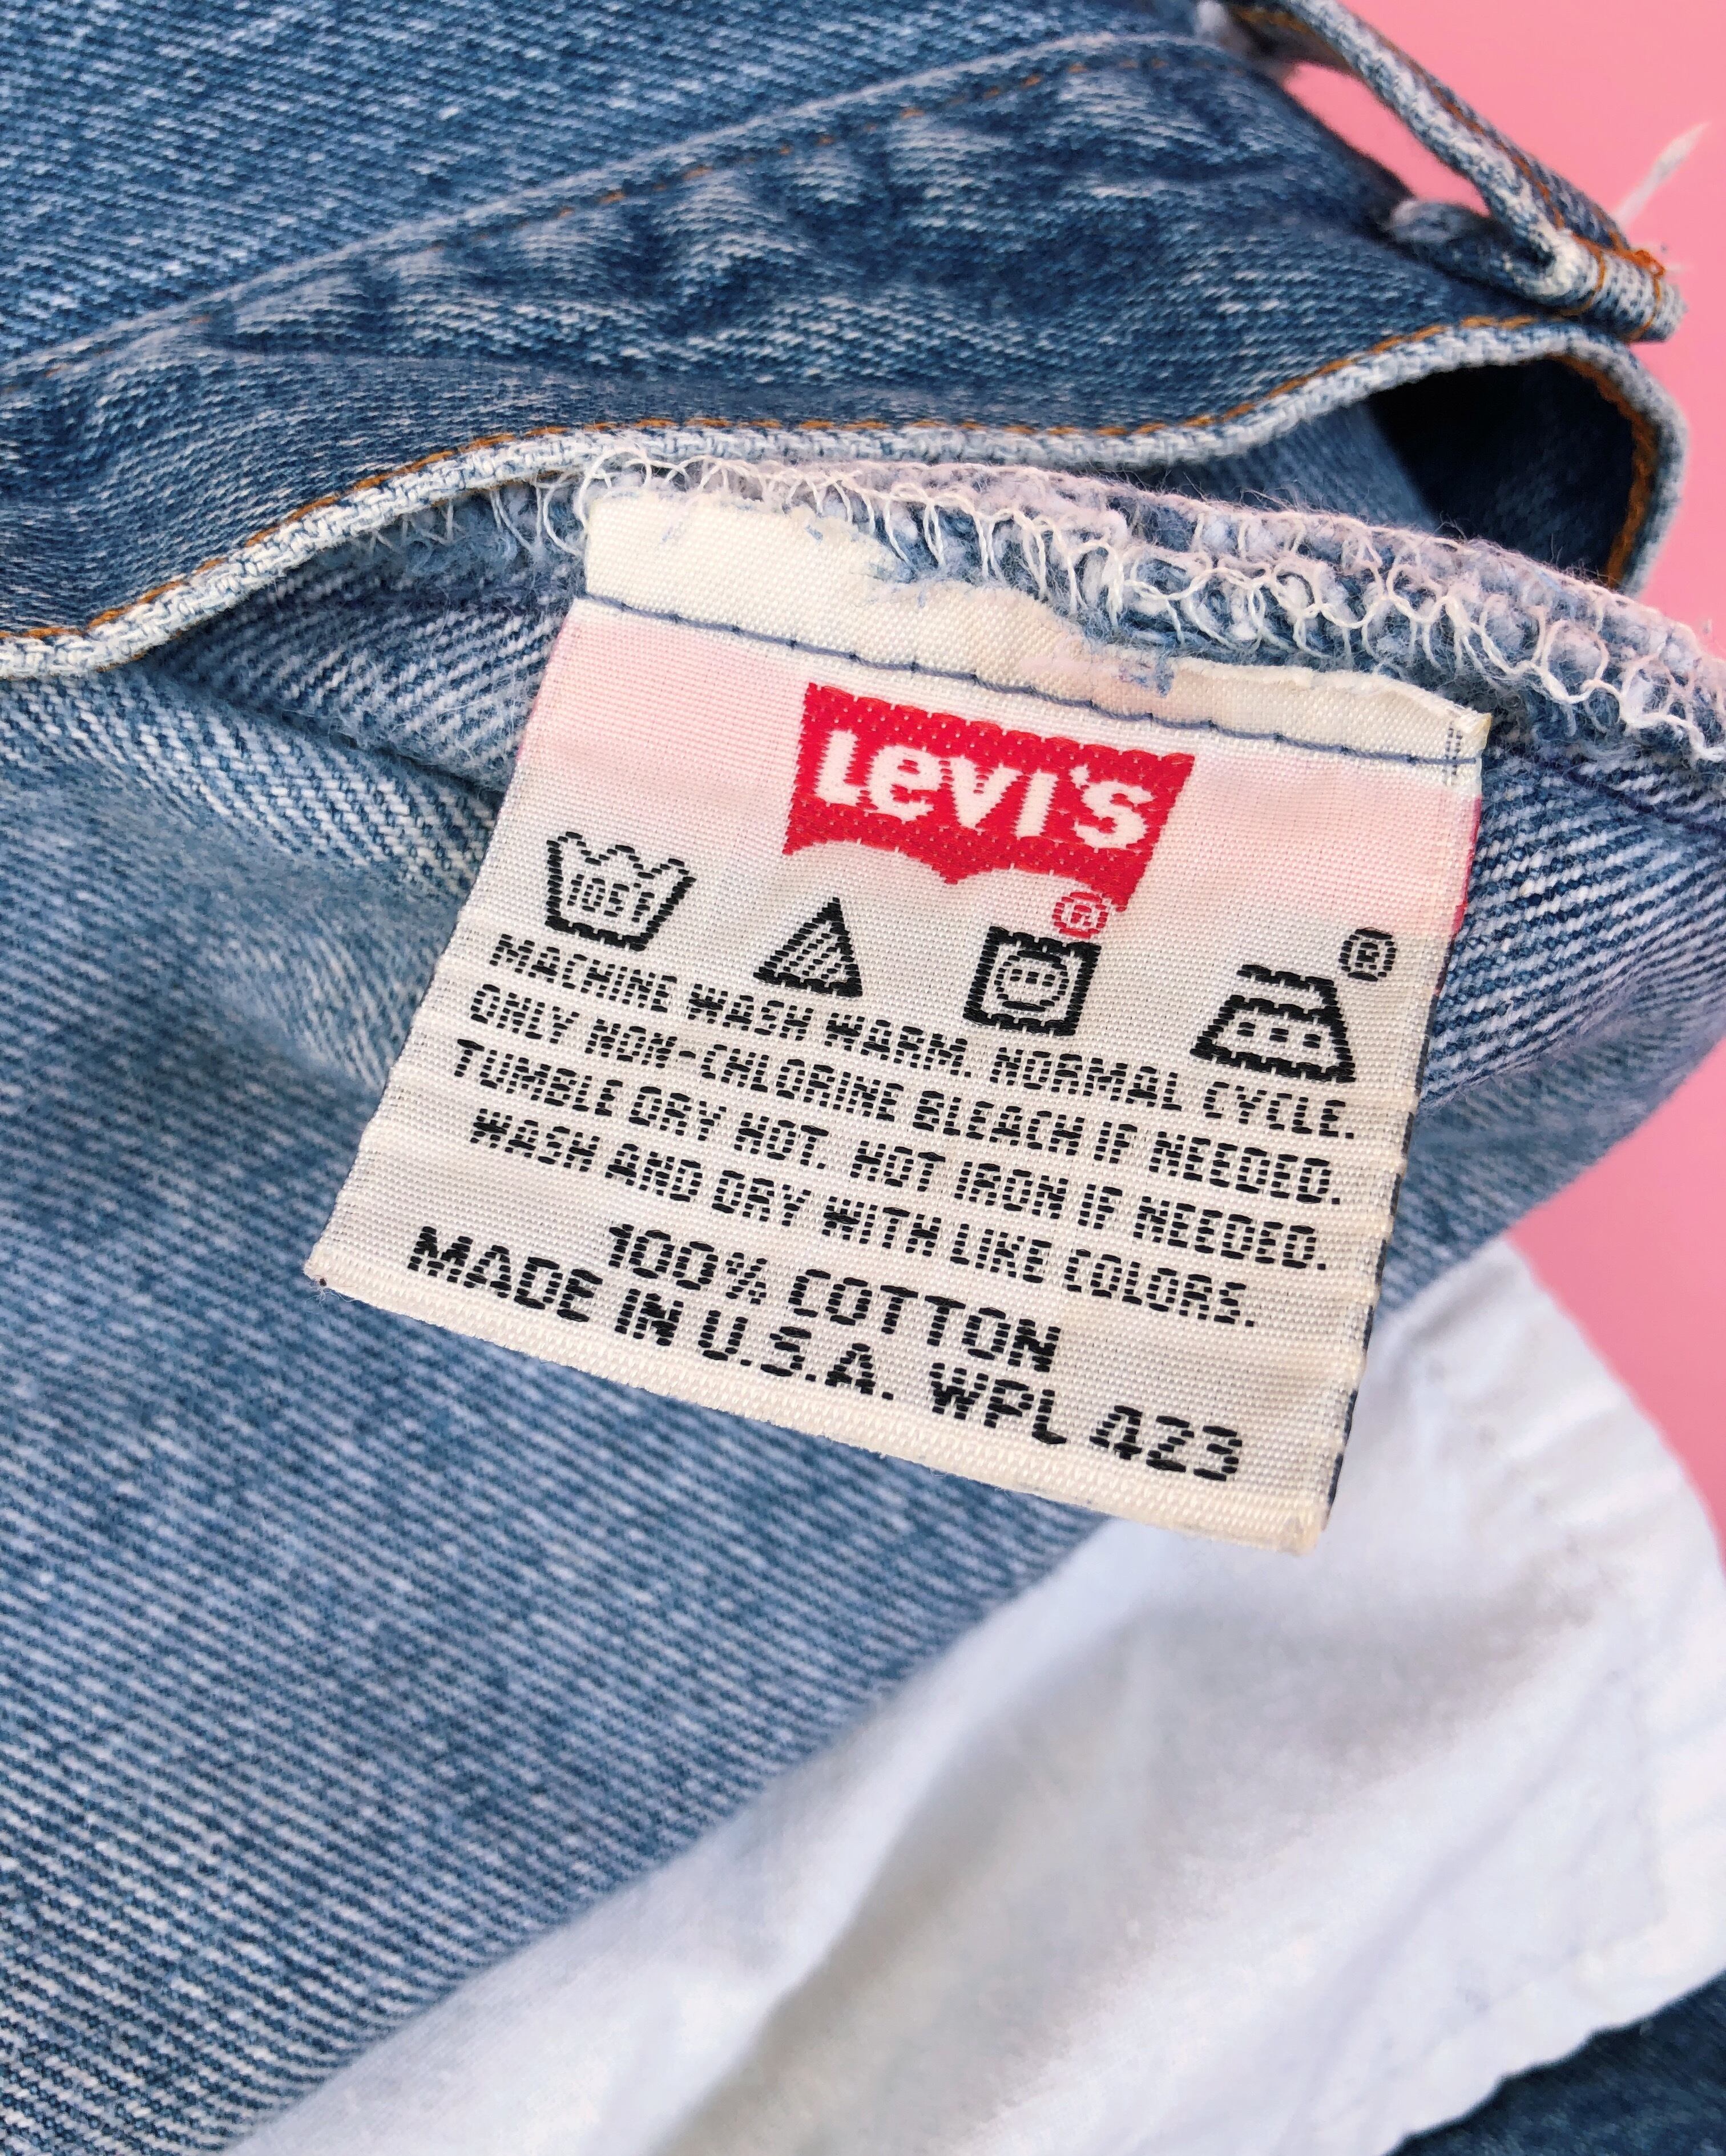 Levi's
®
105°F
®
MACHINE WASH WARM. NORMAL CYCLE.
ONLY NON-CHLORINE BLEACH IF NEEDED.
TUMBLE DRY HOT. HOT IRON IF NEEDED.
WASH AND DRY WITH LIKE COLORS.
100% COTTON
MADE IN U.S.A. WPL 423